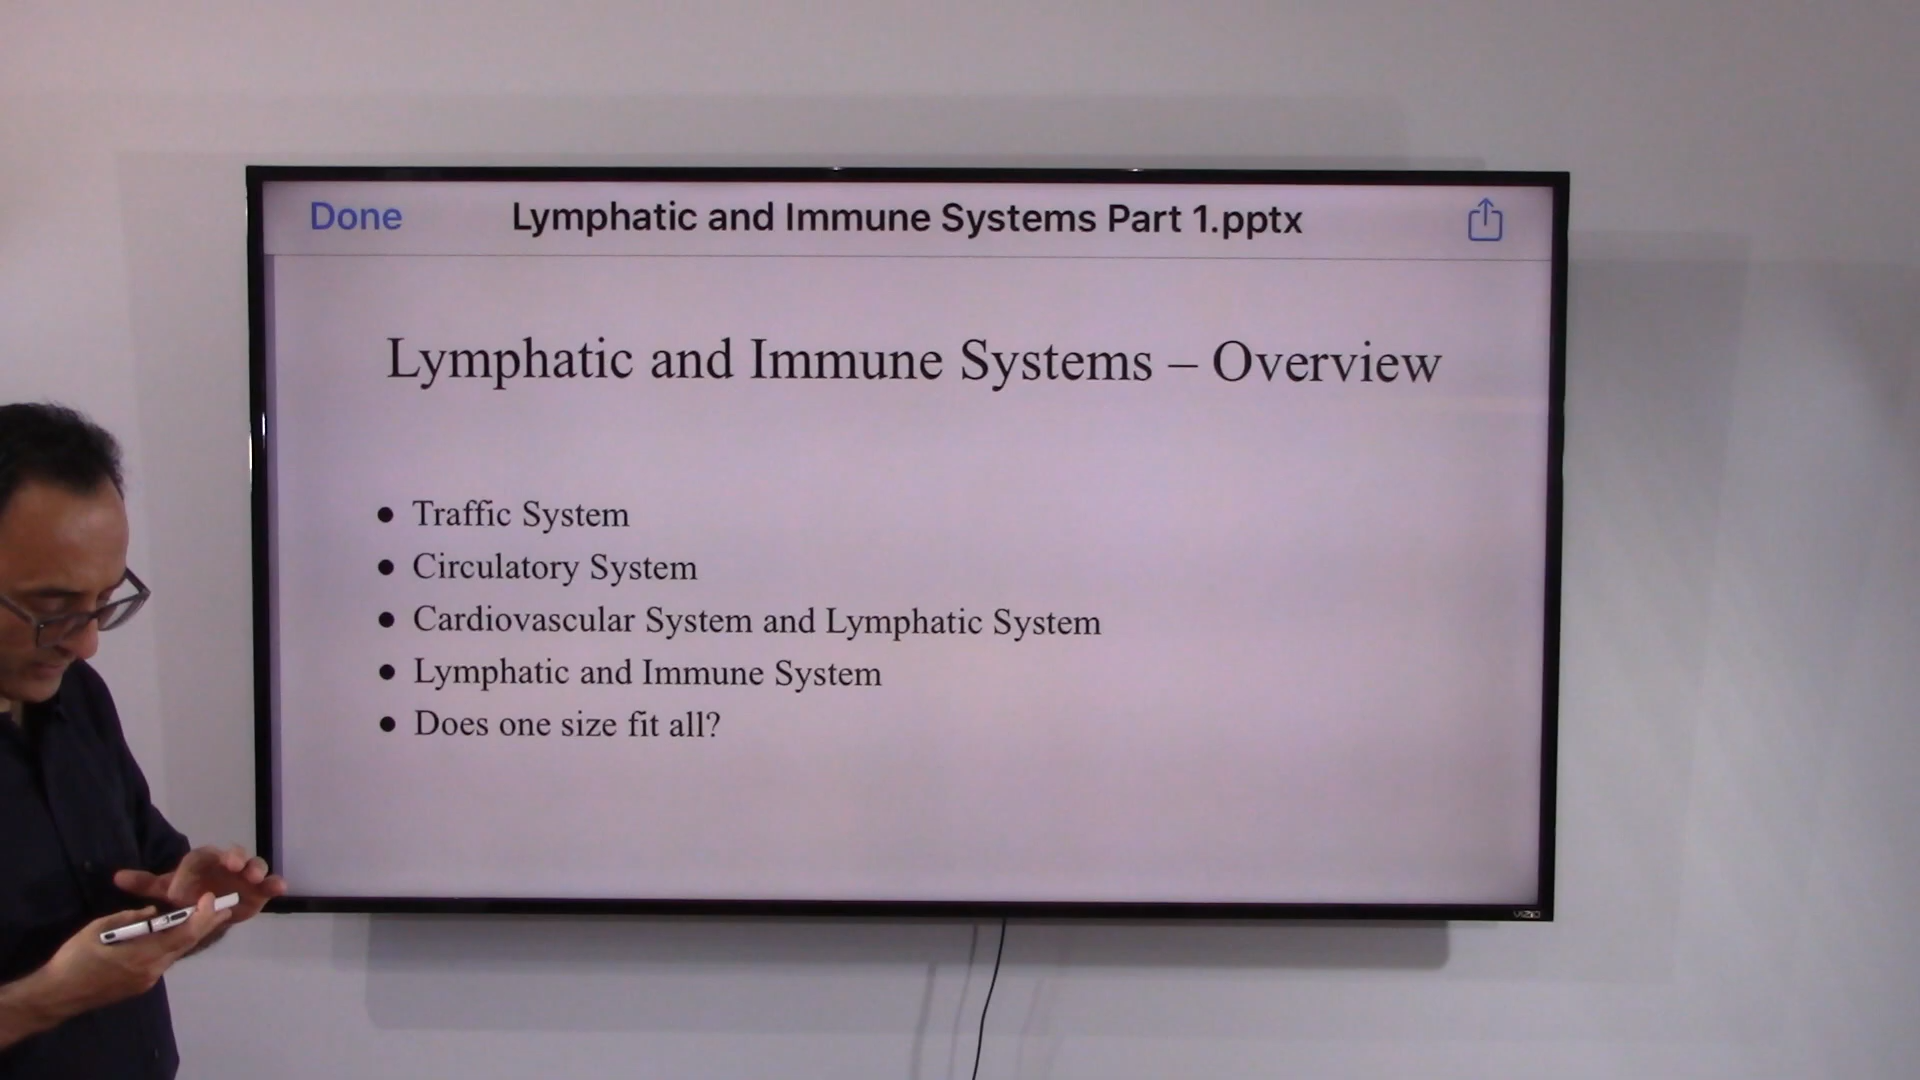 Done Lymphatic and Immune Systems Part 1.pptx
Lymphatic and Immune Systems – Overview
● Traffic System
● Circulatory System
● Cardiovascular System and Lymphatic System
● Lymphatic and Immune System
● Does one size fit all?
VIZIO